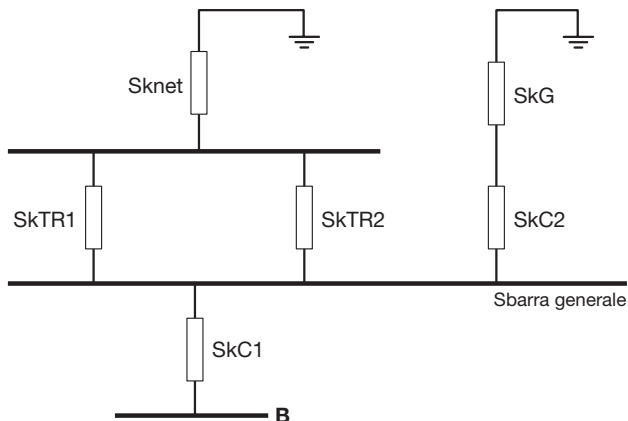 Sknet
SkG
SkTR1
SkTR2
SkC2
Sbarra generale
SkC1
B